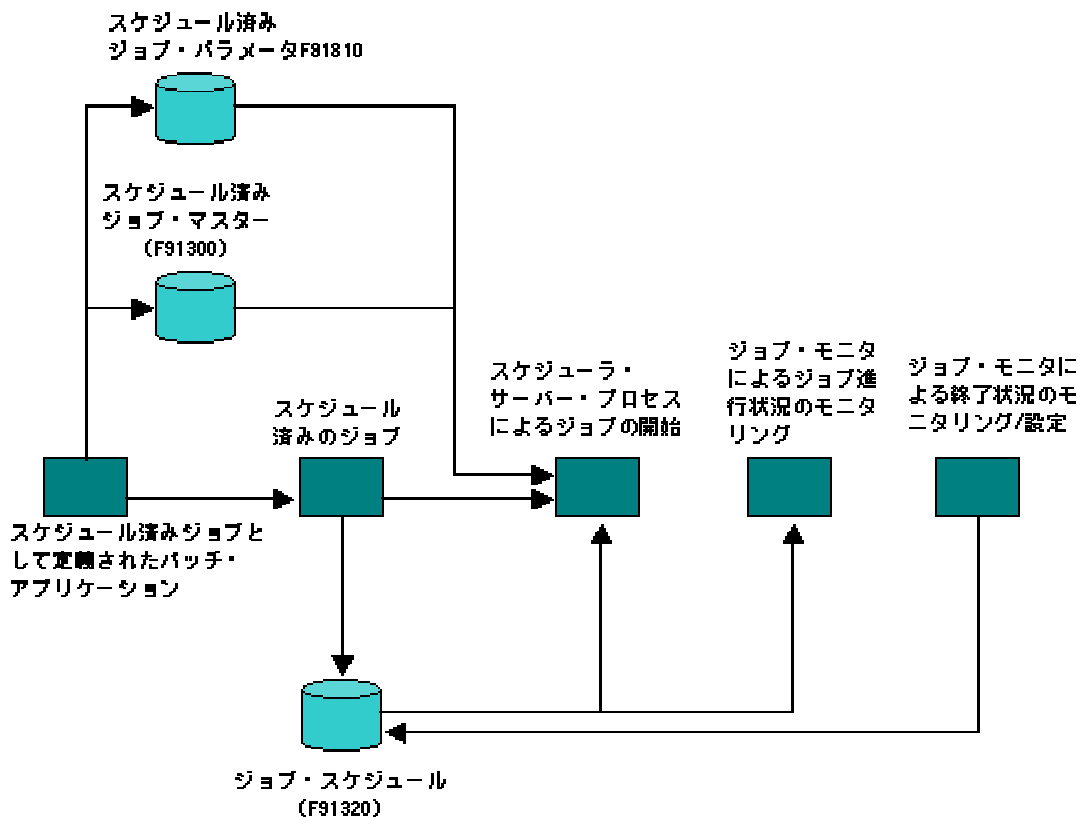 スケジュール済み
ジョブ・パラメータF91310
スケジュール済み
ジョブ・マスター
(F91300)
スケジュール
済みのジョブ
スケジューラ・
サーバー・プロセス
によるジョブの開始
ジョブ・モニタ
によるジョブ進
行状況のモニタ
リング
ジョブ・モニタに
よる終了状況のモ
ニタリング/設定
スケジュール済みジョブと
して定義されたバッチ・
アプリケーション
ジョブ・スケジュール
(F91320)